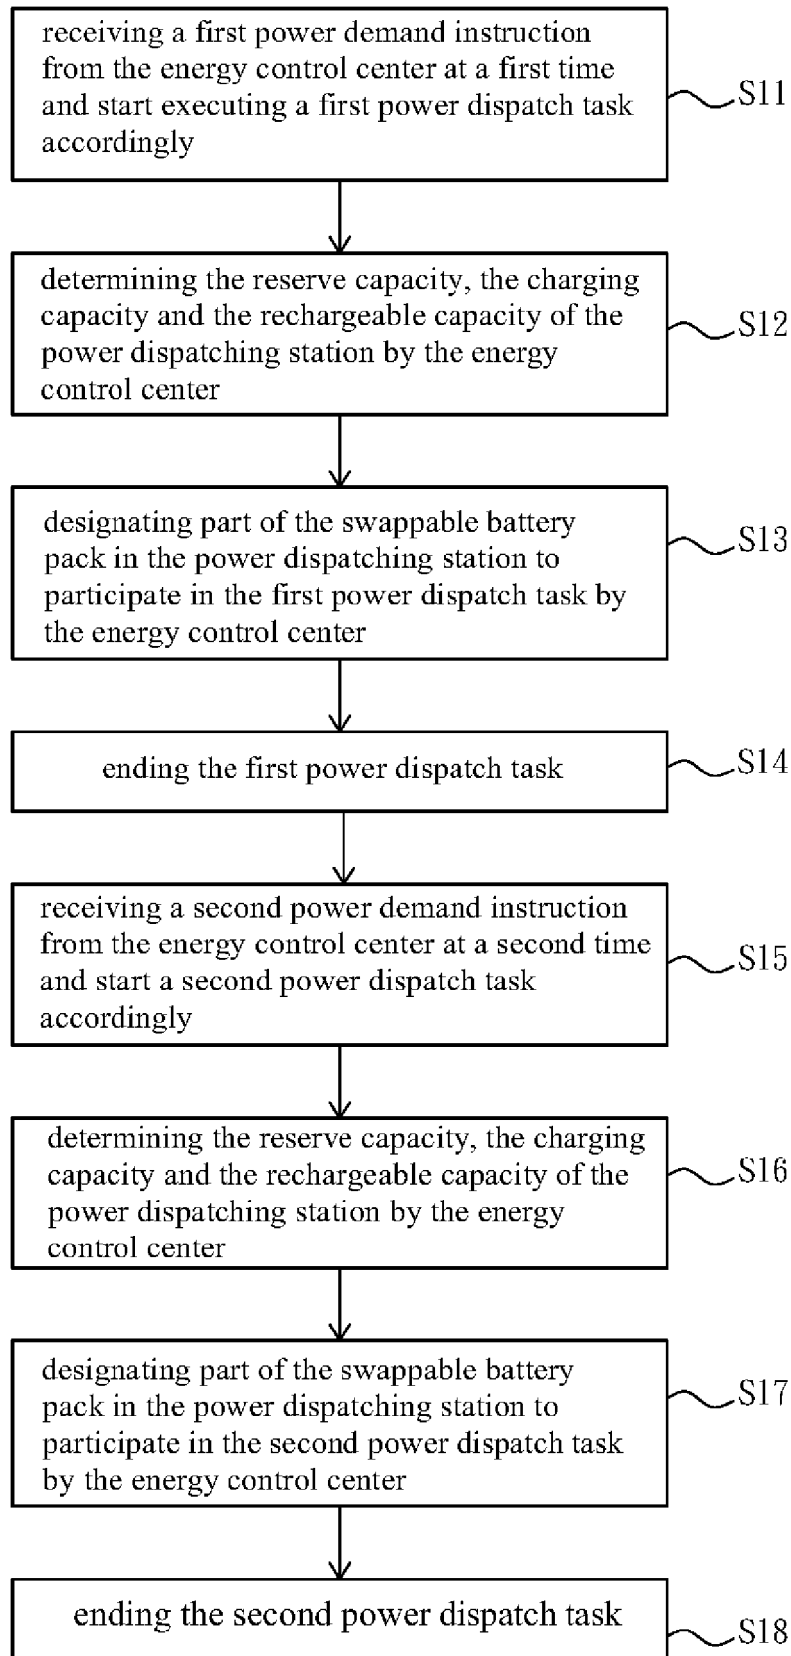 receiving a first power demand instruction
from the energy control center at a first time
and start executing a first power dispatch task
accordingly
S11
determining the reserve capacity, the charging
capacity and the rechargeable capacity of the
power dispatching station by the energy
control center
S12
designating part of the swappable battery
pack in the power dispatching station to
participate in the first power dispatch task by
the energy control center
S13
ending the first power dispatch task
S14
receiving a second power demand instruction
from the energy control center at a second time
and start a second power dispatch task
accordingly
S15
determining the reserve capacity, the charging
capacity and the rechargeable capacity of the
power dispatching station by the energy
control center
S16
designating part of the swappable battery
pack in the power dispatching station to
participate in the second power dispatch task
by the energy control center
S17
ending the second power dispatch task
S18